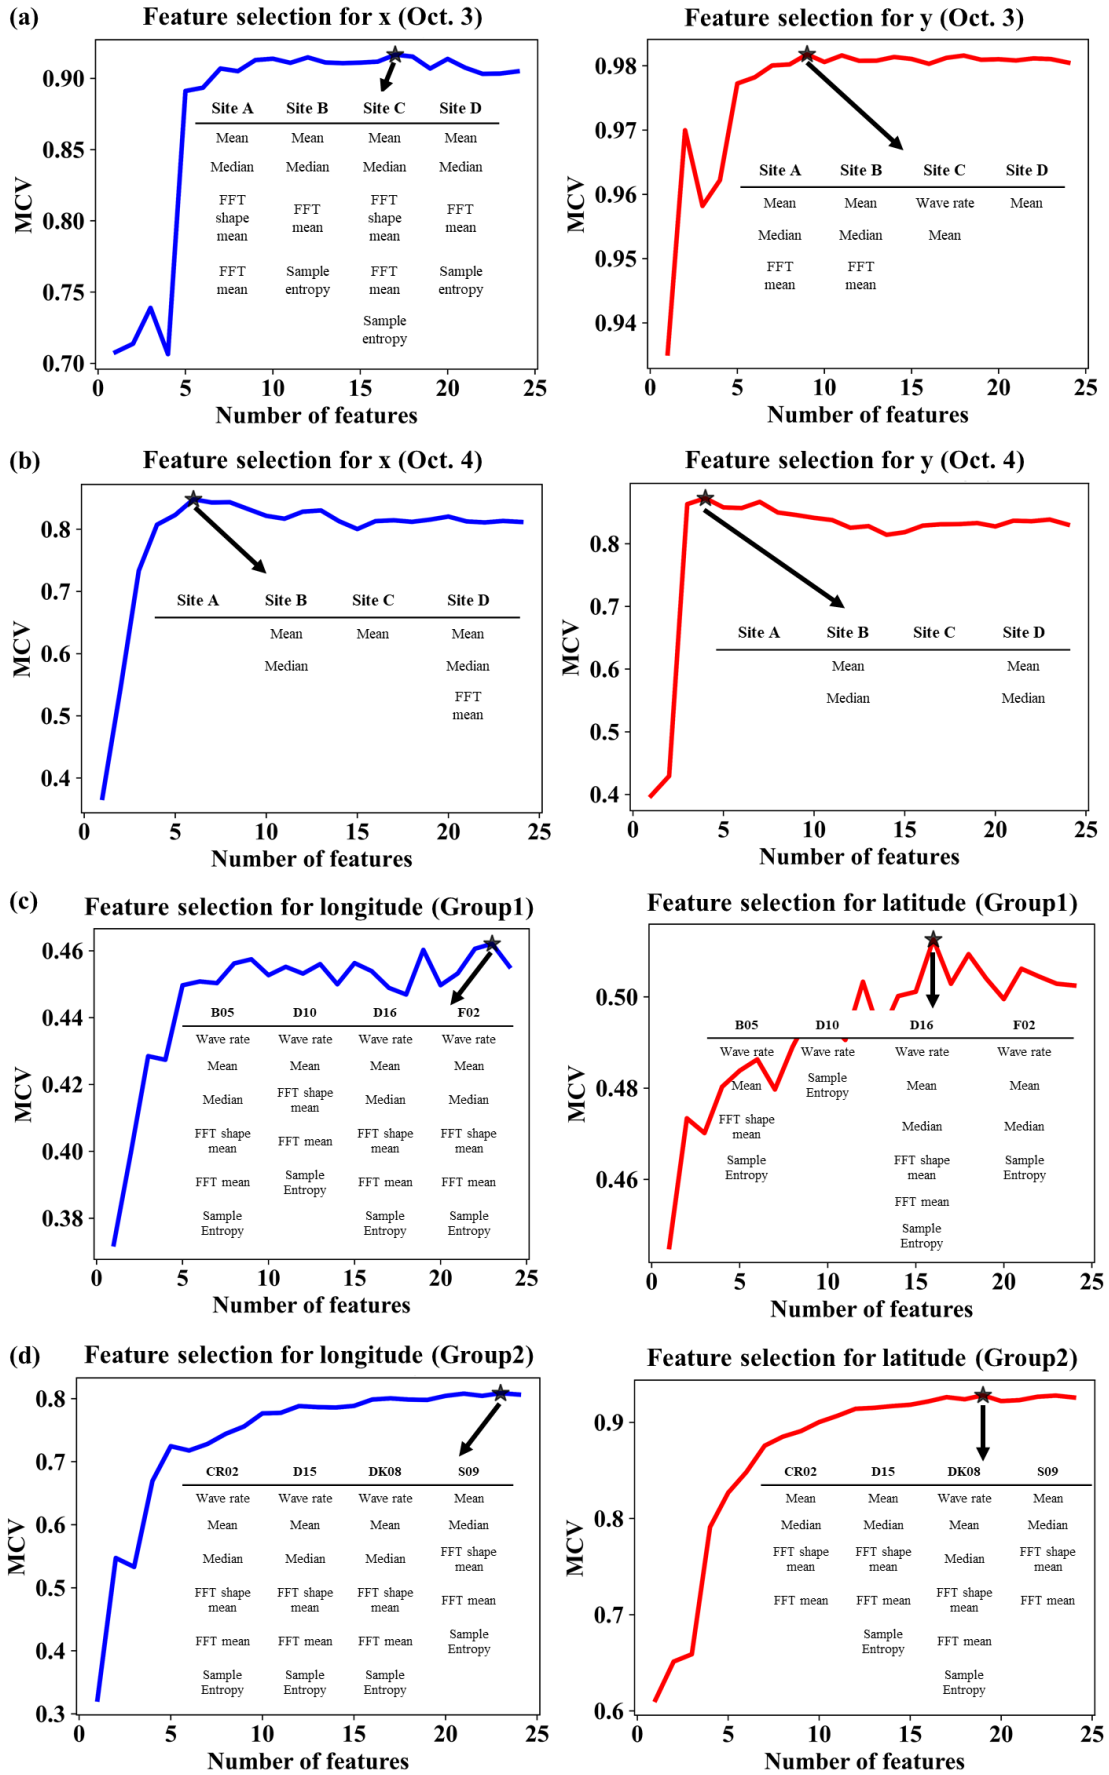 (a)
Feature selection for x (Oct. 3)
MCV
0.90
0.85
0.80
0.75
0.70
Site A Site B Site C Site D
Mean Mean Mean Mean
Median Median Median Median
FFT shape mean FFT mean FFT shape mean FFT mean
FFT mean Sample entropy FFT mean Sample entropy
Sample entropy
0 5 10 15 20 25
Number of features
Feature selection for y (Oct. 3)
MCV
0.98
0.97
0.96
0.95
0.94
Site A Site B Site C Site D
Mean Mean Wave rate Mean
Median Median Mean
FFT mean FFT mean
0 5 10 15 20 25
Number of features
(b)
Feature selection for x (Oct. 4)
MCV
0.8
0.7
0.6
0.5
0.4
Site A Site B Site C Site D
Mean Mean Mean
Median Median
FFT mean
0 5 10 15 20 25
Number of features
Feature selection for y (Oct. 4)
MCV
0.8
0.7
0.6
0.5
0.4
Site A Site B Site C Site D
Mean Mean
Median Median
0 5 10 15 20 25
Number of features
(c)
Feature selection for longitude (Group1)
MCV
0.46
0.44
0.42
0.40
0.38
B05 D10 D16 F02
Wave rate Wave rate Wave rate Wave rate
Mean Mean Mean Mean
Median FFT shape mean Median Median
FFT shape mean FFT mean FFT shape mean FFT shape mean
FFT mean Sample Entropy FFT mean FFT mean
Sample Entropy Sample Entropy Sample Entropy
0 5 10 15 20 25
Number of features
Feature selection for latitude (Group1)
MCV
0.50
0.48
0.46
B05 D10 D16 F02
Wave rate Wave rate Wave rate Wave rate
Mean Sample Entropy Mean Mean
FFT shape mean Median Median
Sample Entropy FFT shape mean Sample Entropy
FFT mean
Sample Entropy
0 5 10 15 20 25
Number of features
(d)
Feature selection for longitude (Group2)
MCV
0.8
0.7
0.6
0.5
0.4
0.3
CR02 D15 DK08 S09
Wave rate Wave rate Wave rate Mean
Mean Mean Mean Median
Median Median Median FFT shape mean
FFT shape mean FFT shape mean FFT shape mean FFT mean
FFT mean FFT mean FFT mean Sample Entropy
Sample Entropy Sample Entropy Sample Entropy
0 5 10 15 20 25
Number of features
Feature selection for latitude (Group2)
MCV
0.9
0.8
0.7
0.6
CR02 D15 DK08 S09
Mean Mean Wave rate Mean
Median Median Mean Median
FFT shape mean FFT shape mean Median FFT shape mean
FFT mean FFT mean FFT shape mean FFT mean
Sample Entropy FFT mean
Sample Entropy
0 5 10 15 20 25
Number of features